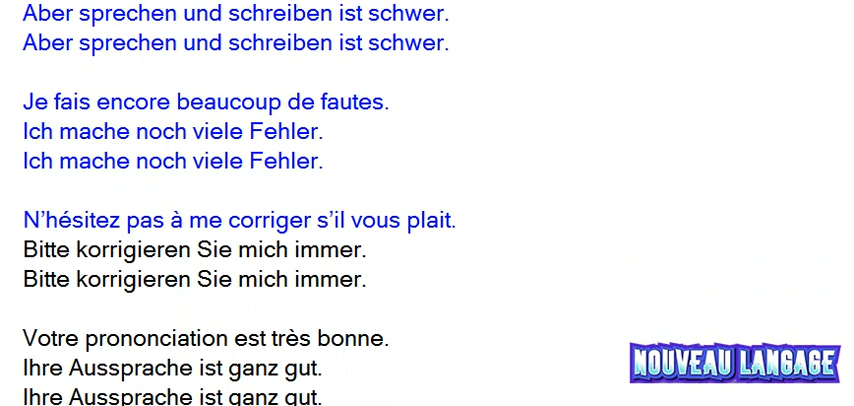 Aber sprechen und schreiben ist schwer.
Aber sprechen und schreiben ist schwer.
Je fais encore beaucoup de fautes.
Ich mache noch viele Fehler.
Ich mache noch viele Fehler.
N’hésitez pas à me corriger s’il vous plait.
Bitte korrigieren Sie mich immer.
Bitte korrigieren Sie mich immer.
Votre prononciation est très bonne.
Ihre Aussprache ist ganz gut.
Ihre Aussprache ist ganz gut.
NOUVEAU LANGAGE